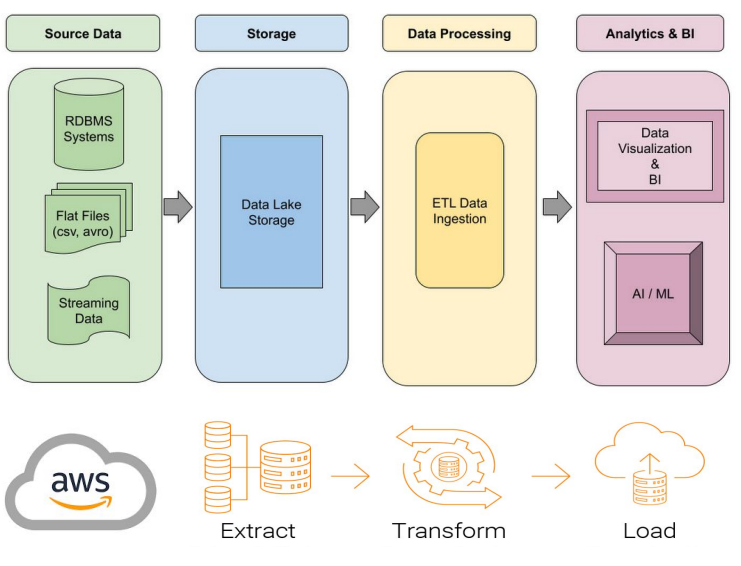 Source Data
Storage
Data Processing
Analytics & BI
RDBMS
Systems
Flat Files
(csv, avro)
Streaming
Data
Data Lake
Storage
ETL Data
Ingestion
Data
Visualization
&
BI
AI / ML
aws
Extract
Transform
Load